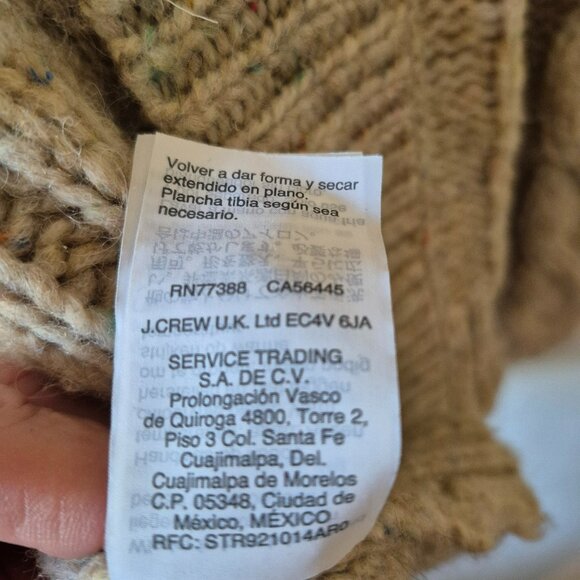 Volver a dar forma y secar
extendido en plano.
Plancha tibia según sea
necesario.
RN77388 CA56445
J.CREW U.K. Ltd EC4V 6JA
SERVICE TRADING
S.A. DE C.V.
Prolongación Vasco
de Quiroga 4800, Torre 2,
Piso 3 Col. Santa Fe
Cuajimalpa, Del.
Cuajimalpa de Morelos
C.P. 05348, Ciudad de
México, MÉXICO
RFC: STR921014AR0